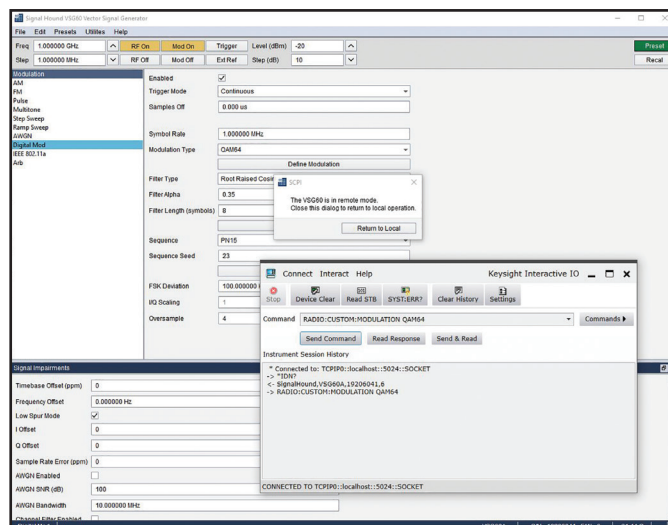 Signal Hound VSG60 Vector Signal Generator
File Edit Presets Utilities Help
Freq 1.000000 GHz RF On Mod On Trigger Level (dBm) -20 Preset
Step 1.000000 MHz RF Off Mod Off Ext Ref Step (dB) 10 Recal
Modulation
AM
FM
Pulse
Multitone
Step Sweep
Ramp Sweep
AWGN
Digital Mod
IEEE 802.11a
Arb
Enabled
Trigger Mode Continuous
Samples Off 0.000 us
Symbol Rate 1.000000 MHz
Modulation Type QAM64
Define Modulation
Filter Type Root Raised Cosin
Filter Alpha 0.35
Filter Length (symbols) 8
Sequence PN15
Sequence Seed 23
FSK Deviation 100.00000
I/Q Scaling 1
Oversample 4
SCPI
The VSG60 is in remote mode.
Close this dialog to return to local operation.
Return to Local
Connect Interact Help Keysight Interactive IO
Stop Device Clear Read STB SYST:ERR? Clear History Settings
Command RADIO:CUSTOM:MODULATION QAM64 Commands
Send Command Read Response Send & Read
Instrument Session History
* Connected to: TCPIP0::localhost::5024::SOCKET
-> *IDN?
<- SignalHound,VSG60A,19206041,6
-> RADIO:CUSTOM:MODULATION QAM64
CONNECTED TO TCPIP0::localhost::5024::SOCKET
Signal Impairments
Timebase Offset (ppm) 0
Frequency Offset 0.000000 Hz
Low Spur Mode
I Offset 0
Q Offset 0
Sample Rate Error (ppm) 0
AWGN Enabled
AWGN SNR (dB) 100
AWGN Bandwidth 10.000000 MHz
Channel Filter Enabled